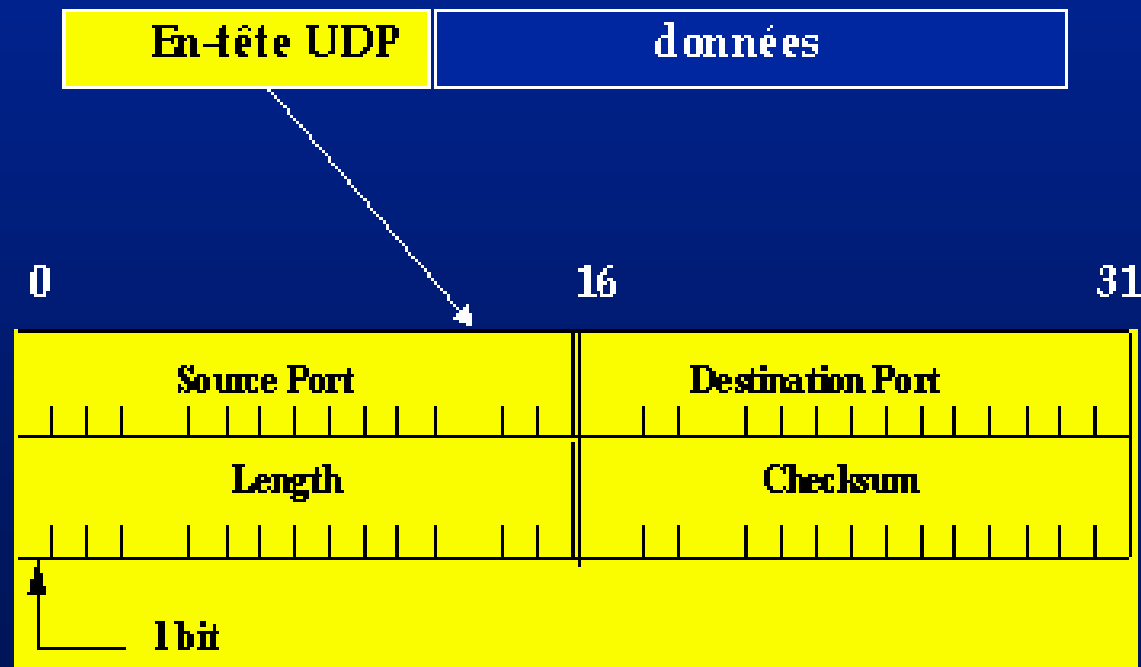 En-tête UDP données
0 16 31
Source Port Destination Port
Length Checksum
1 bit